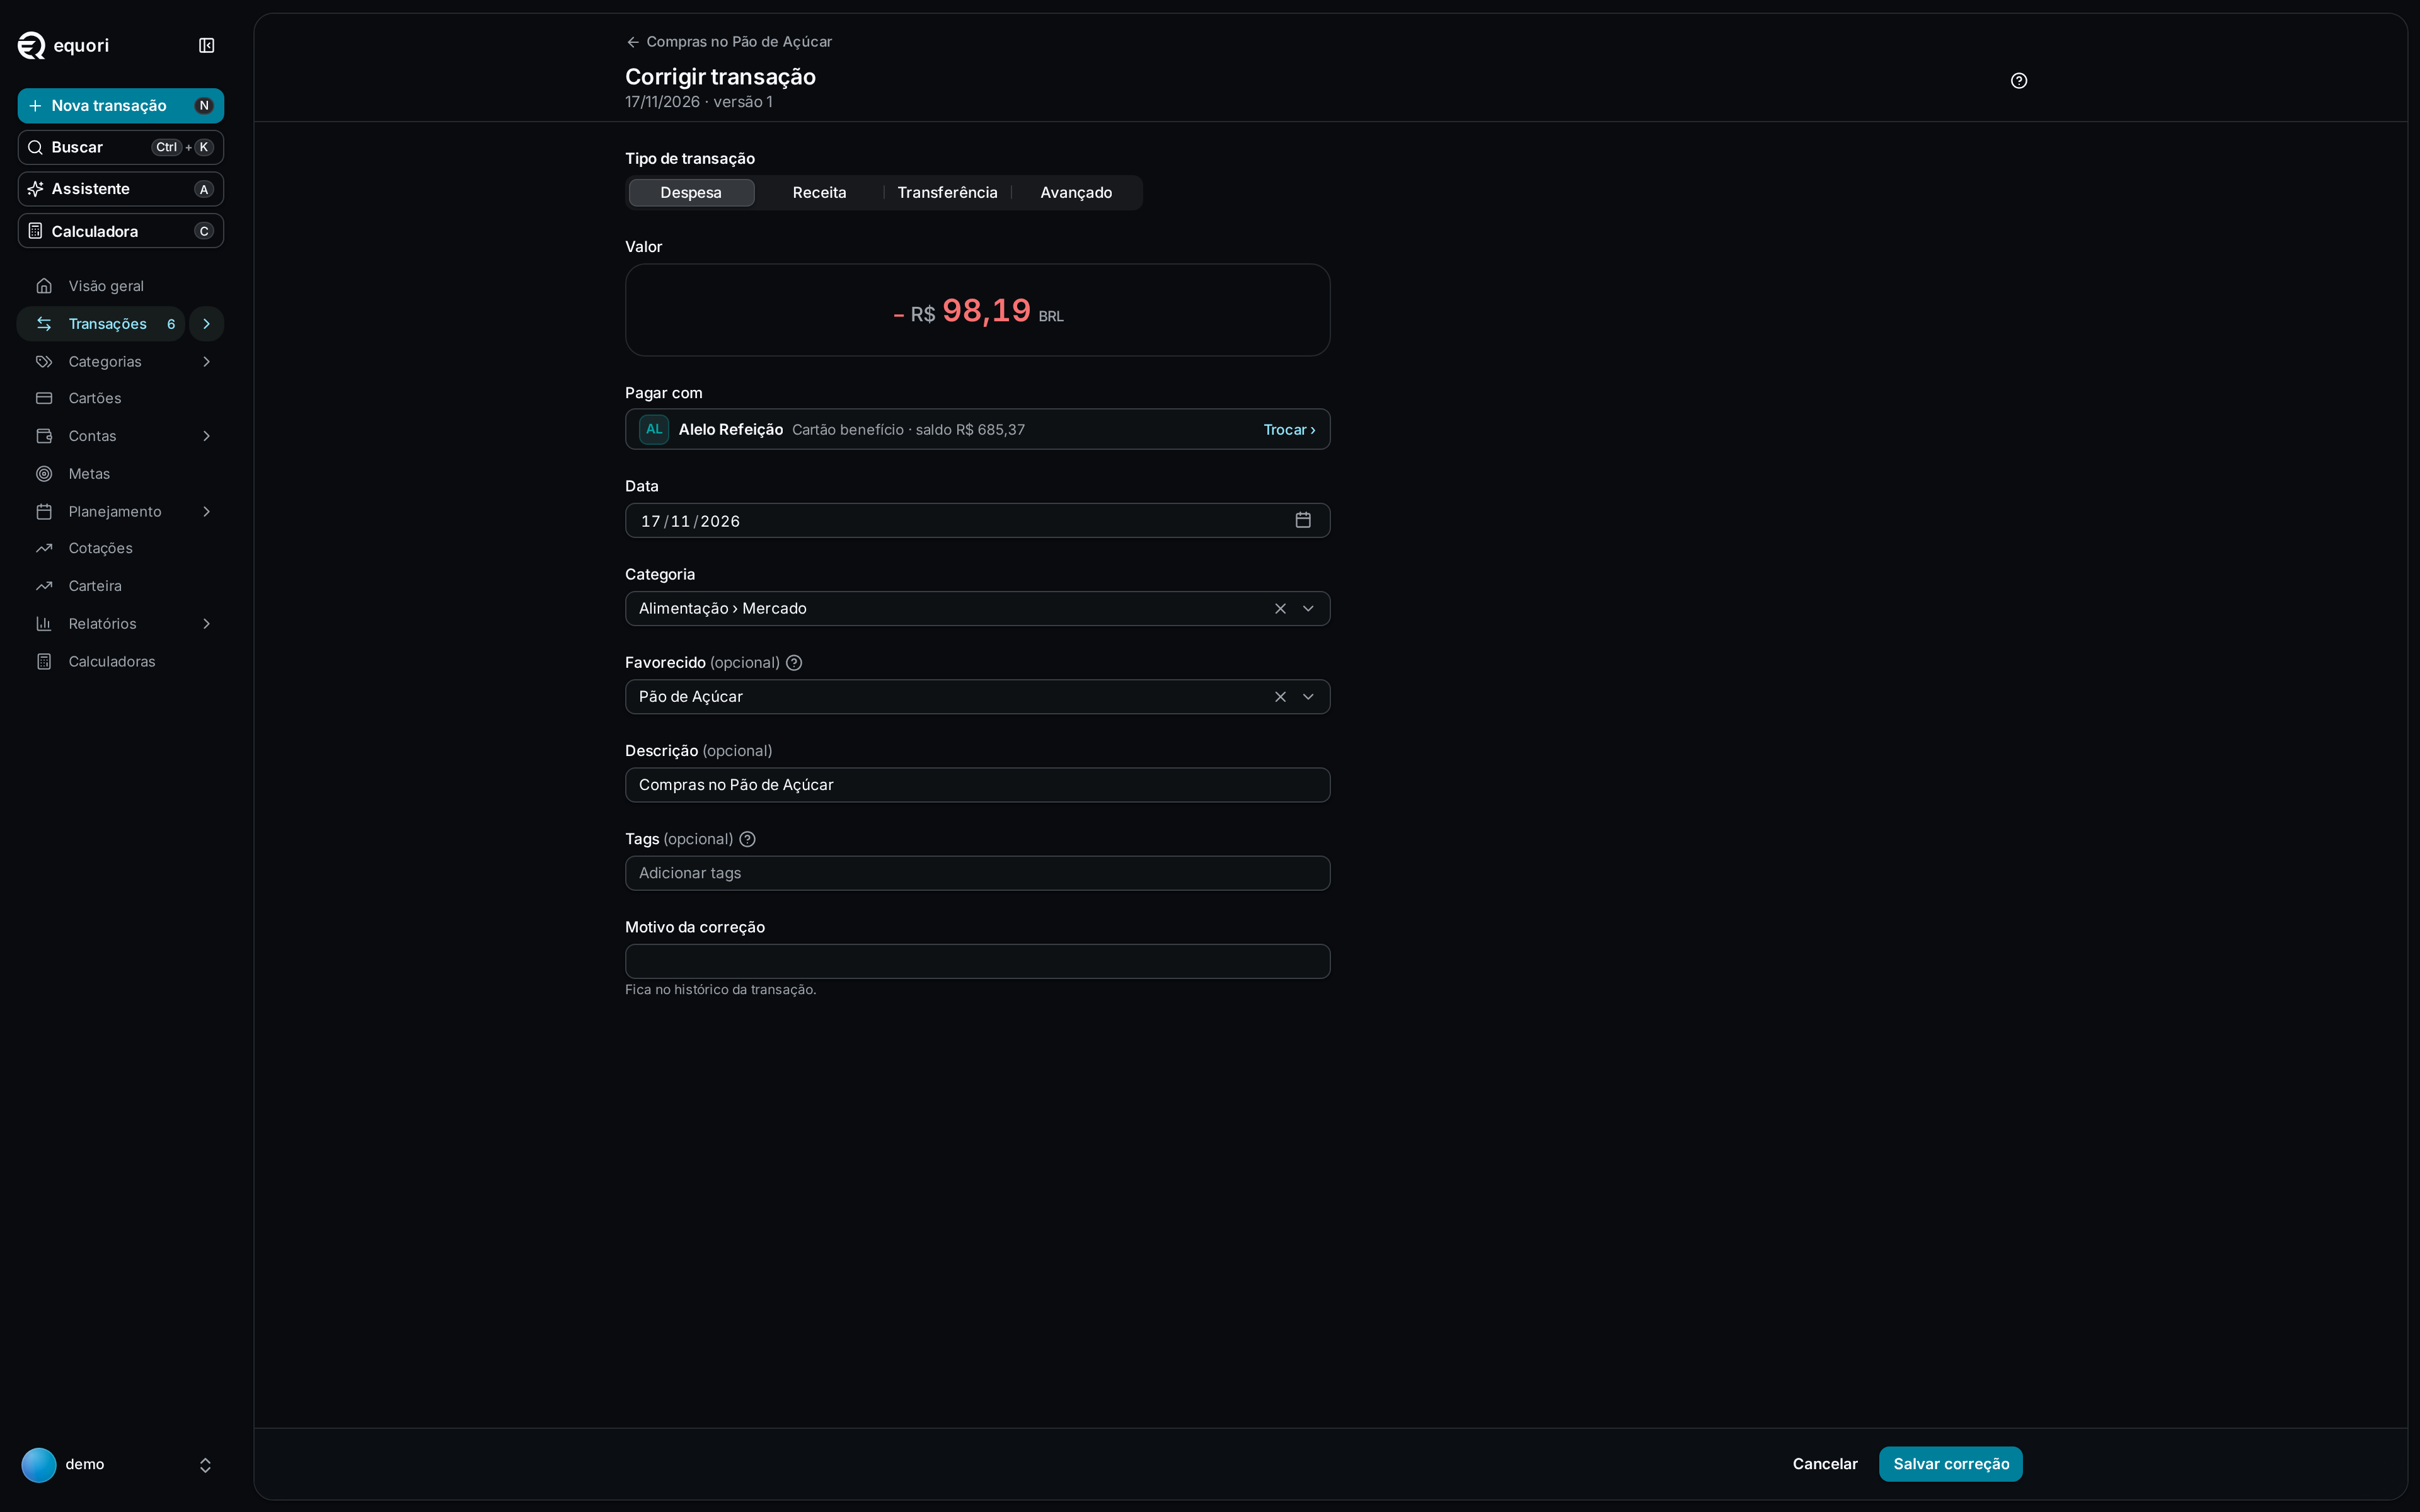 equori
Nova transação N
Buscar Ctrl + K
Assistente A
Calculadora C
Visão geral
Transações 6
Categorias
Cartões
Contas
Metas
Planejamento
Cotações
Carteira
Relatórios
Calculadoras
demo
Compras no Pão de Açúcar
Corrigir transação
17/11/2026 · versão 1
Tipo de transação
Despesa Receita Transferência Avançado
Valor
− R$ 98,19 BRL
Pagar com
AL Alelo Refeição Cartão benefício · saldo R$ 685,37 Trocar ›
Data
17/11/2026
Categoria
Alimentação › Mercado
Favorecido (opcional)
Pão de Açúcar
Descrição (opcional)
Compras no Pão de Açúcar
Tags (opcional)
Adicionar tags
Motivo da correção
Fica no histórico da transação.
Cancelar Salvar correção